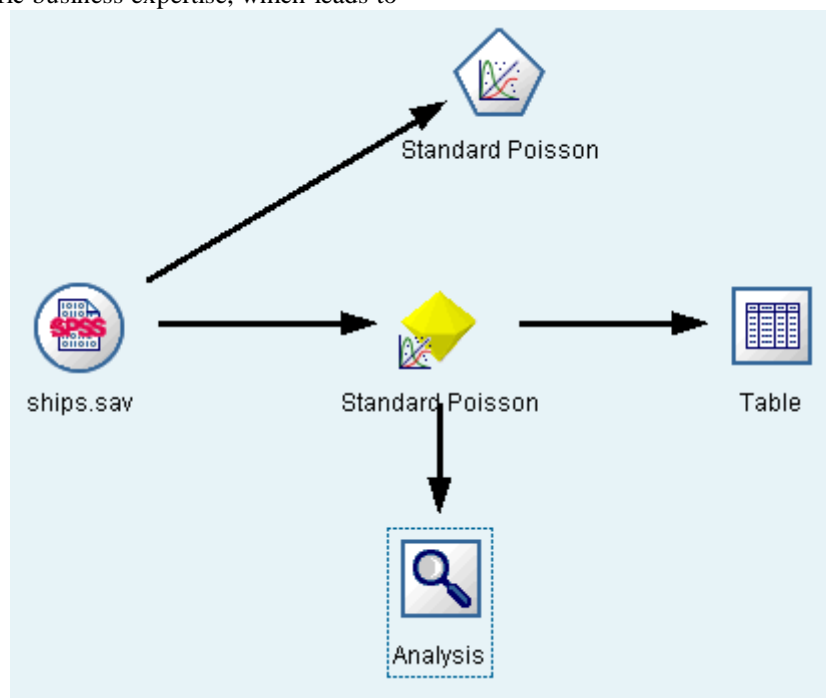 business expertise, which leads to
Standard Poisson
SPSS
ships.sav
Standard Poisson
Table
Analysis